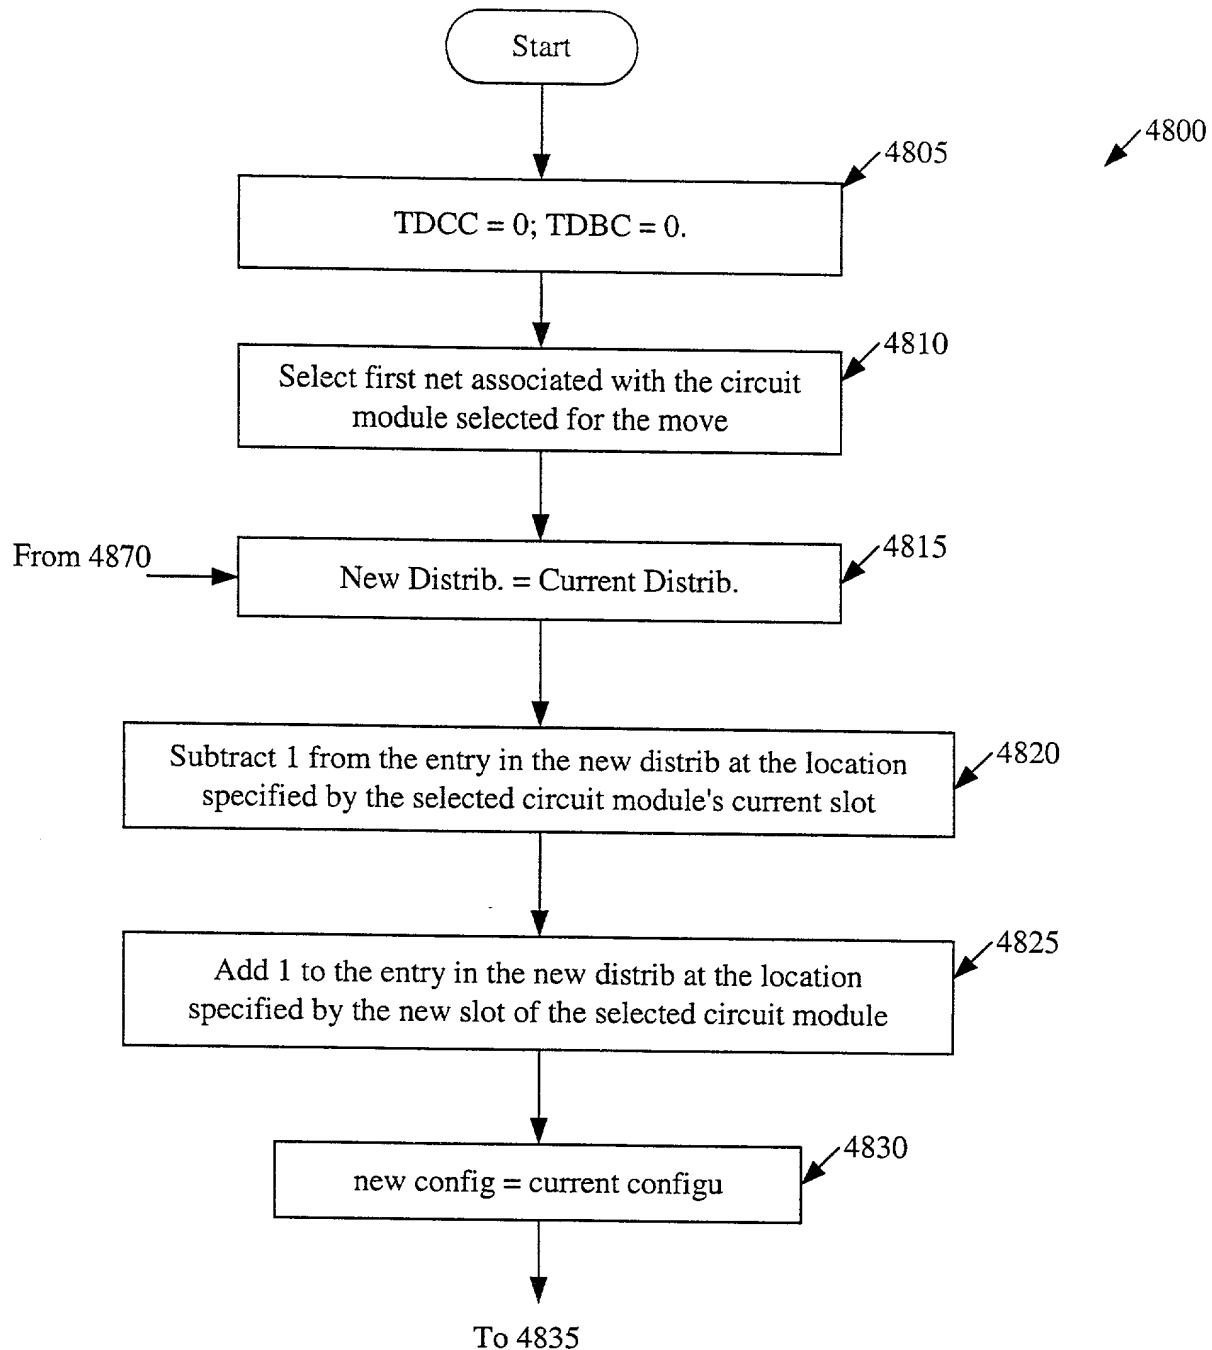 Start
4800
4805
TDCC = 0; TDBC = 0.
4810
Select first net associated with the circuit
module selected for the move
From 4870
4815
New Distrib. = Current Distrib.
4820
Subtract 1 from the entry in the new distrib at the location
specified by the selected circuit module's current slot
4825
Add 1 to the entry in the new distrib at the location
specified by the new slot of the selected circuit module
4830
new config = current configu
To 4835